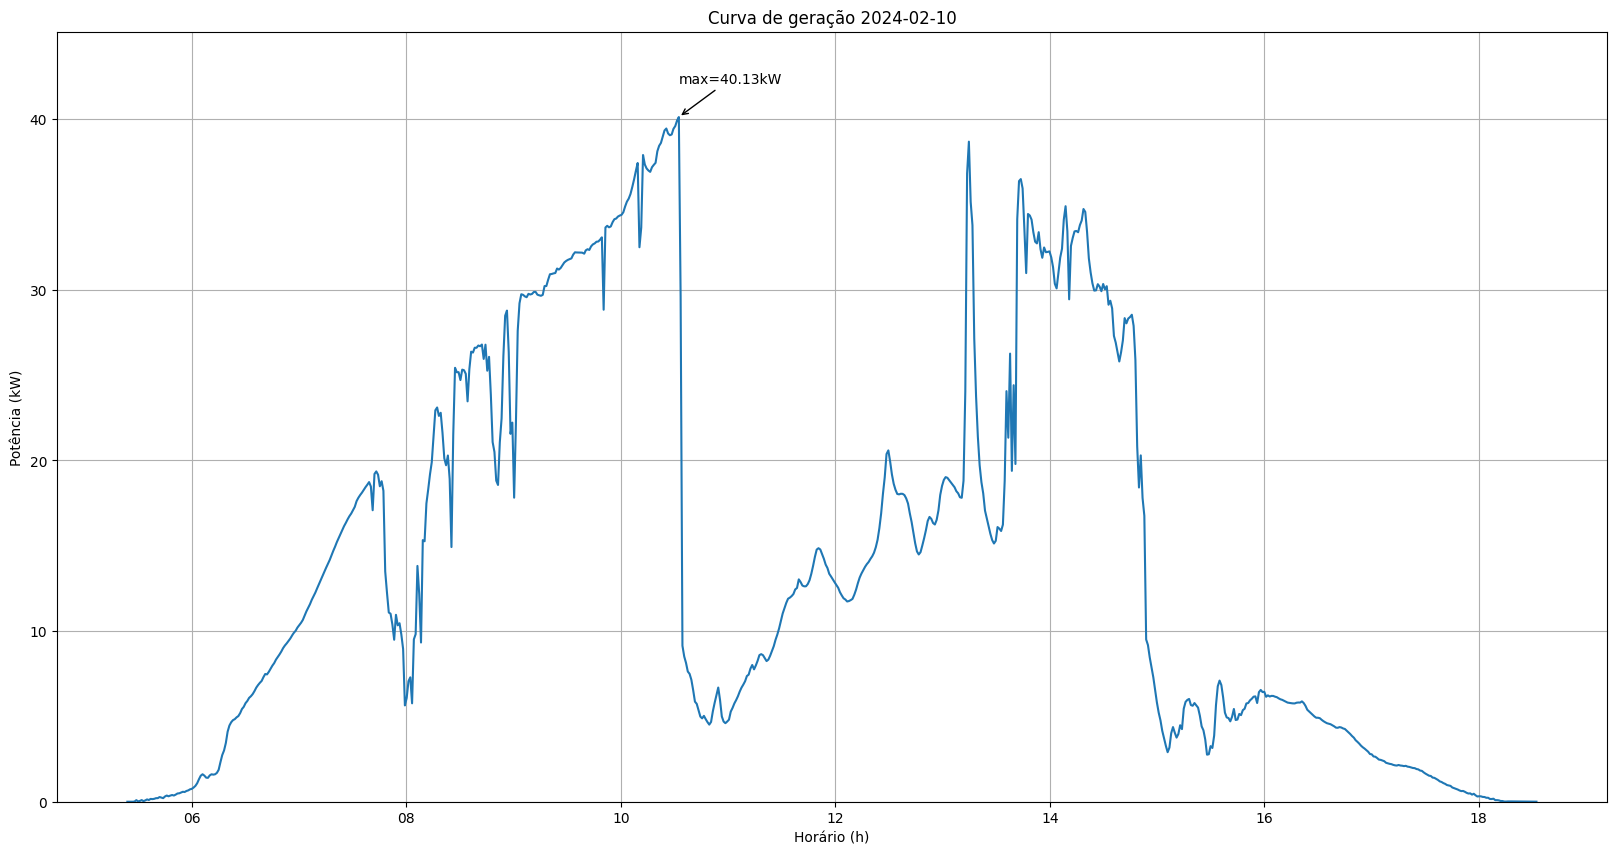 Curva de geração 2024-02-10
max=40.13kW
40
30
20
10
0
Potência (kW)
06 08 10 12 14 16 18
Horário (h)